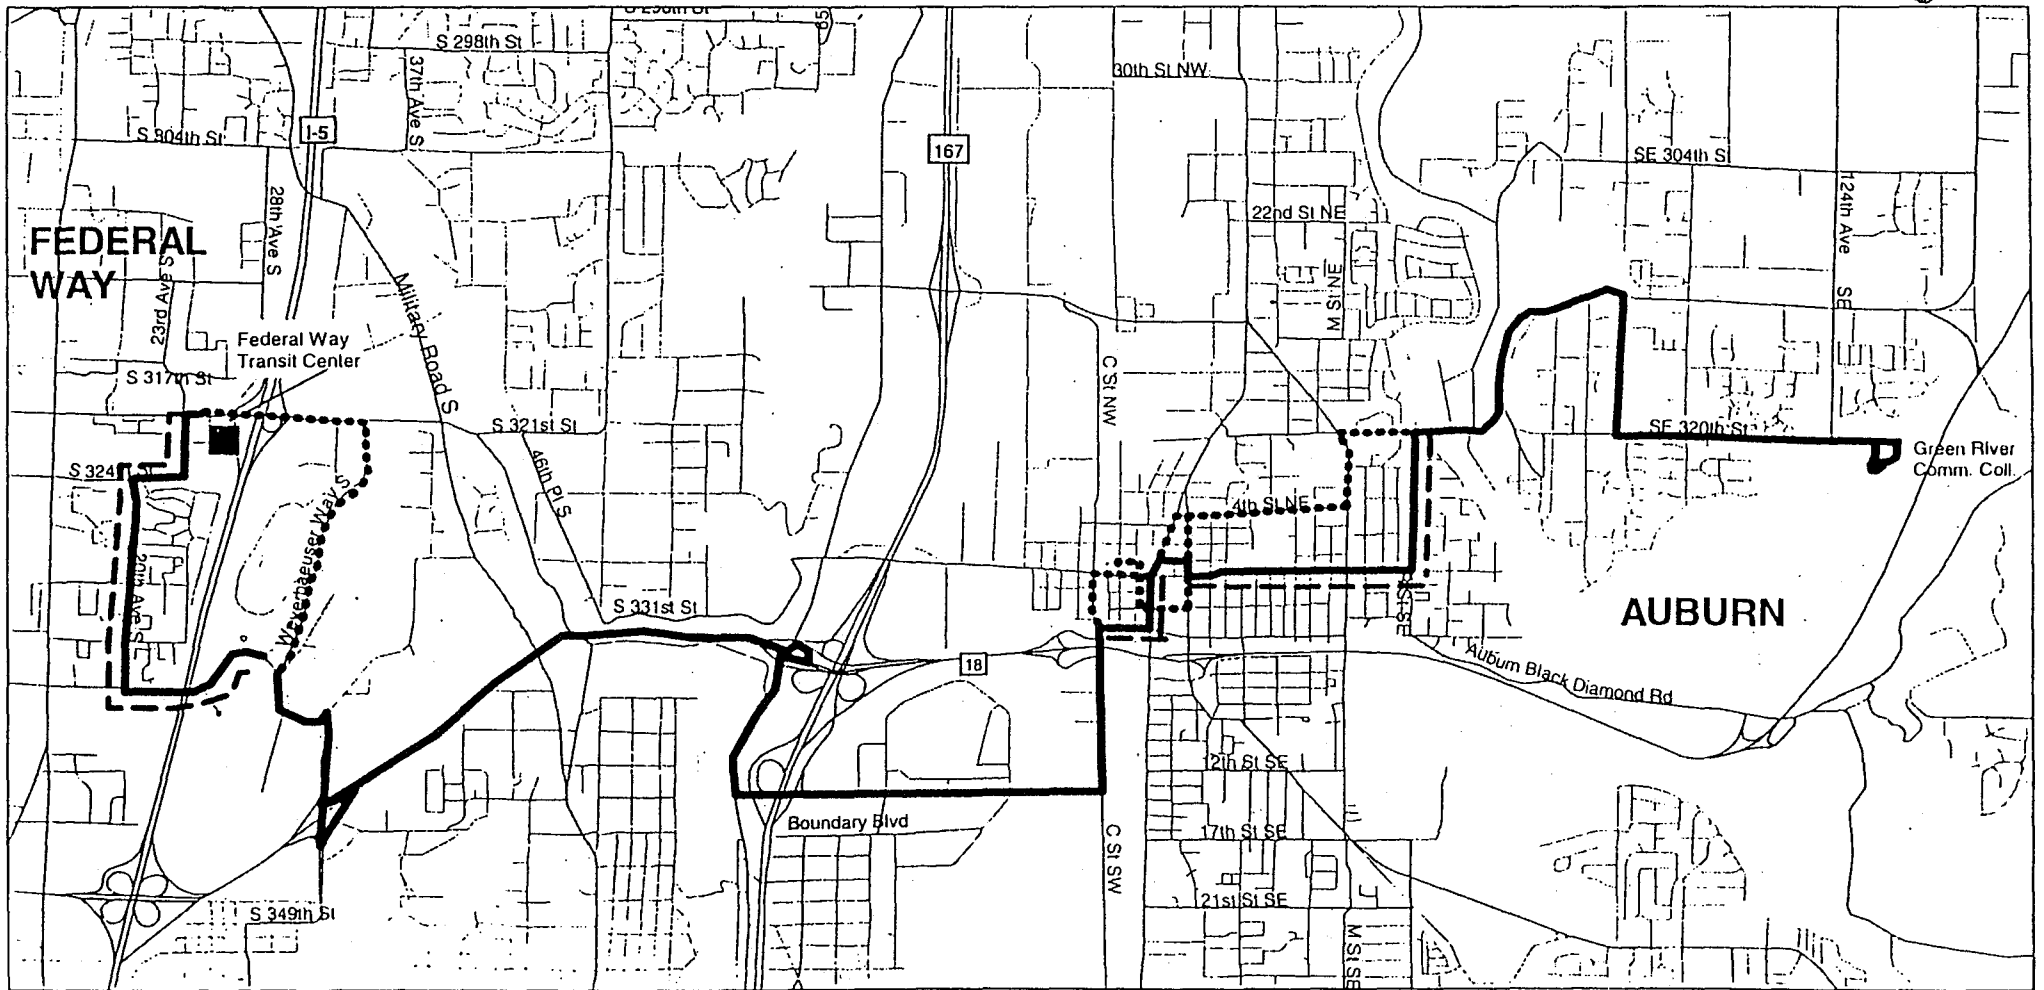 S 298th St
37th Ave S
30th St NW
I-5
S 304th St
167
SE 304th St
28th Ave S
124th Ave SE
22nd St NE
FEDERAL
WAY
23rd Ave S
Military Road S
M St NE
Federal Way
Transit Center
S 317th St
C St NW
S 321st St
SE 320th St
Green River
Comm. Coll.
S 324th St
46th Pl S
Weyerhaeuser Way S
4th St NE
20th Ave S
S 331st St
AUBURN
18
Auburn Black Diamond Rd
12th St SE
Boundary Blvd
17th St SE
C St SW
21st St SE
S 349th St
M St SE